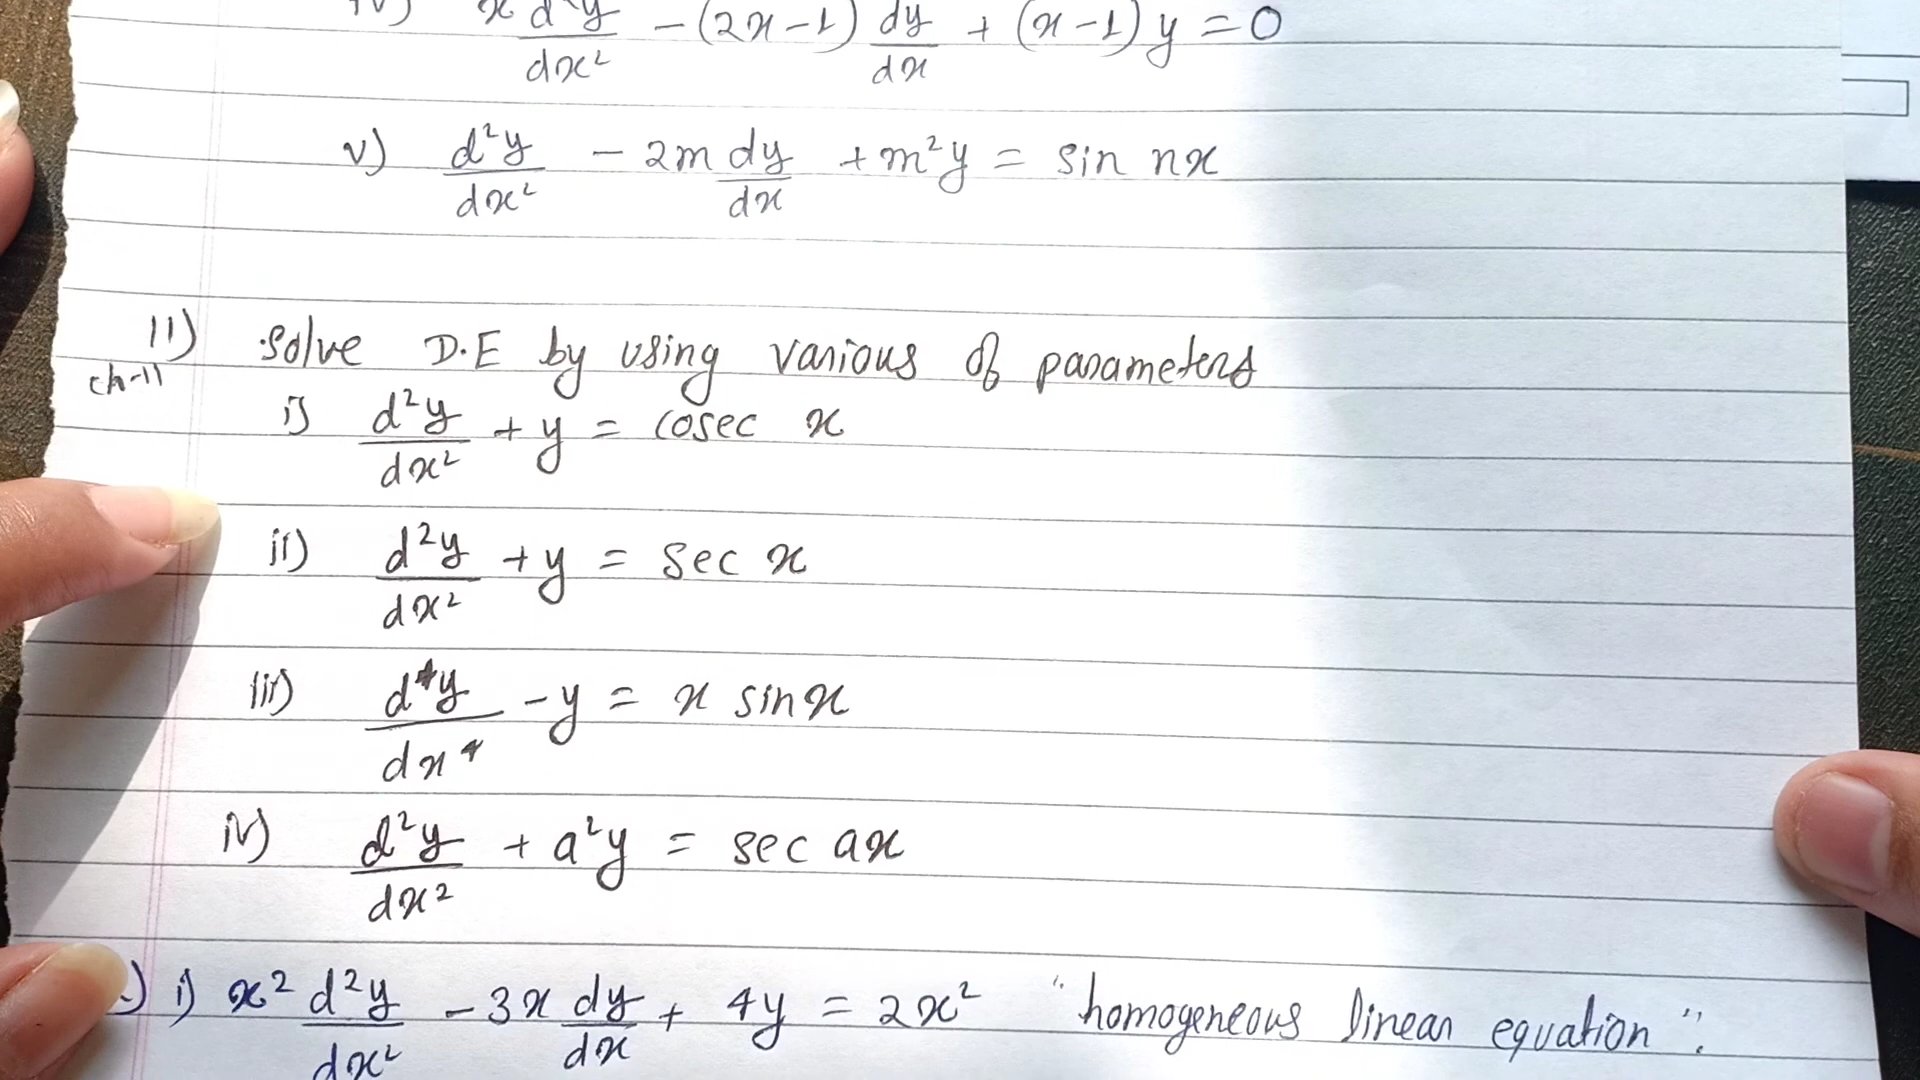 iv) x d²y/dx² - (2x-1) dy/dx + (x-1) y = 0
v) d²y/dx² - 2m dy/dx + m²y = sin nx
11) Solve D.E by using various of parameters
ch-11
i) d²y/dx² + y = cosec x
ii) d²y/dx² + y = sec x
iii) d⁴y/dx⁴ - y = x sinx
iv) d²y/dx² + a²y = sec ax
) i) x² d²y/dx² - 3x dy/dx + 4y = 2x² "homogeneous linear equation".